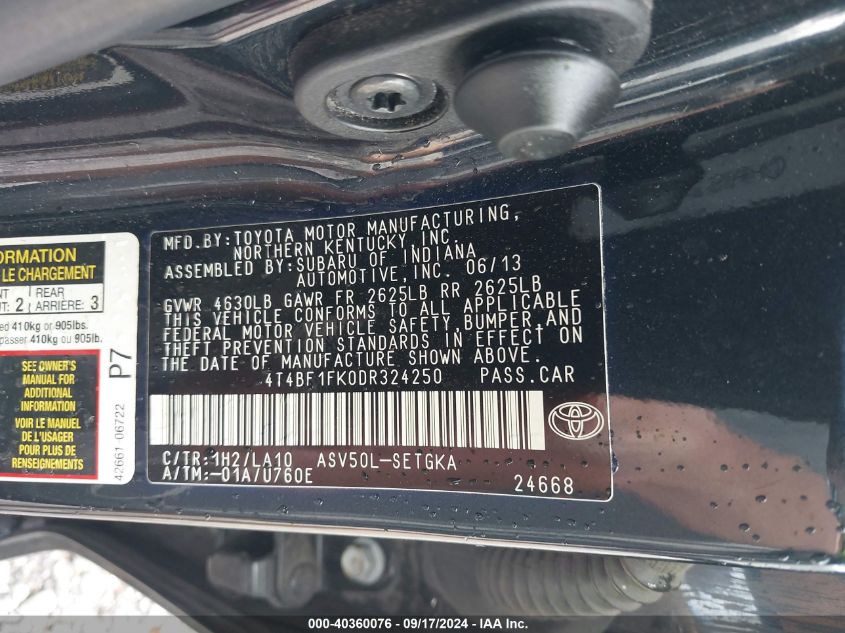 ORMATION
LE CHARGEMENT
NT REAR
UT: 2 ARRIÈRE: 3
ed 410kg or 905lbs.
passer 410 kg ou 905lb.
SEE OWNER'S
MANUAL FOR
ADDITIONAL
INFORMATION
VOIR LE MANUEL
DE L'USAGER
POUR PLUS DE
RENSEIGNEMENTS
P7
42661-06722
MFD.BY: TOYOTA MOTOR MANUFACTURING,
NORTHERN KENTUCKY, INC.
ASSEMBLED BY: SUBARU OF INDIANA
AUTOMOTIVE, INC. 06/13
GVWR 4630LB GAWR FR 2625LB RR 2625LB
THIS VEHICLE CONFORMS TO ALL APPLICABLE
FEDERAL MOTOR VEHICLE SAFETY, BUMPER, AND
THEFT PREVENTION STANDARDS IN EFFECT ON
THE DATE OF MANUFACTURE SHOWN ABOVE.
4T4BF1FK0DR324250 PASS.CAR
C/TR:1H2/LA10 ASV50L-SETGKA
A/TM:-01A/U760E
24668
000-40360076 - 09/17/2024 - IAA Inc.